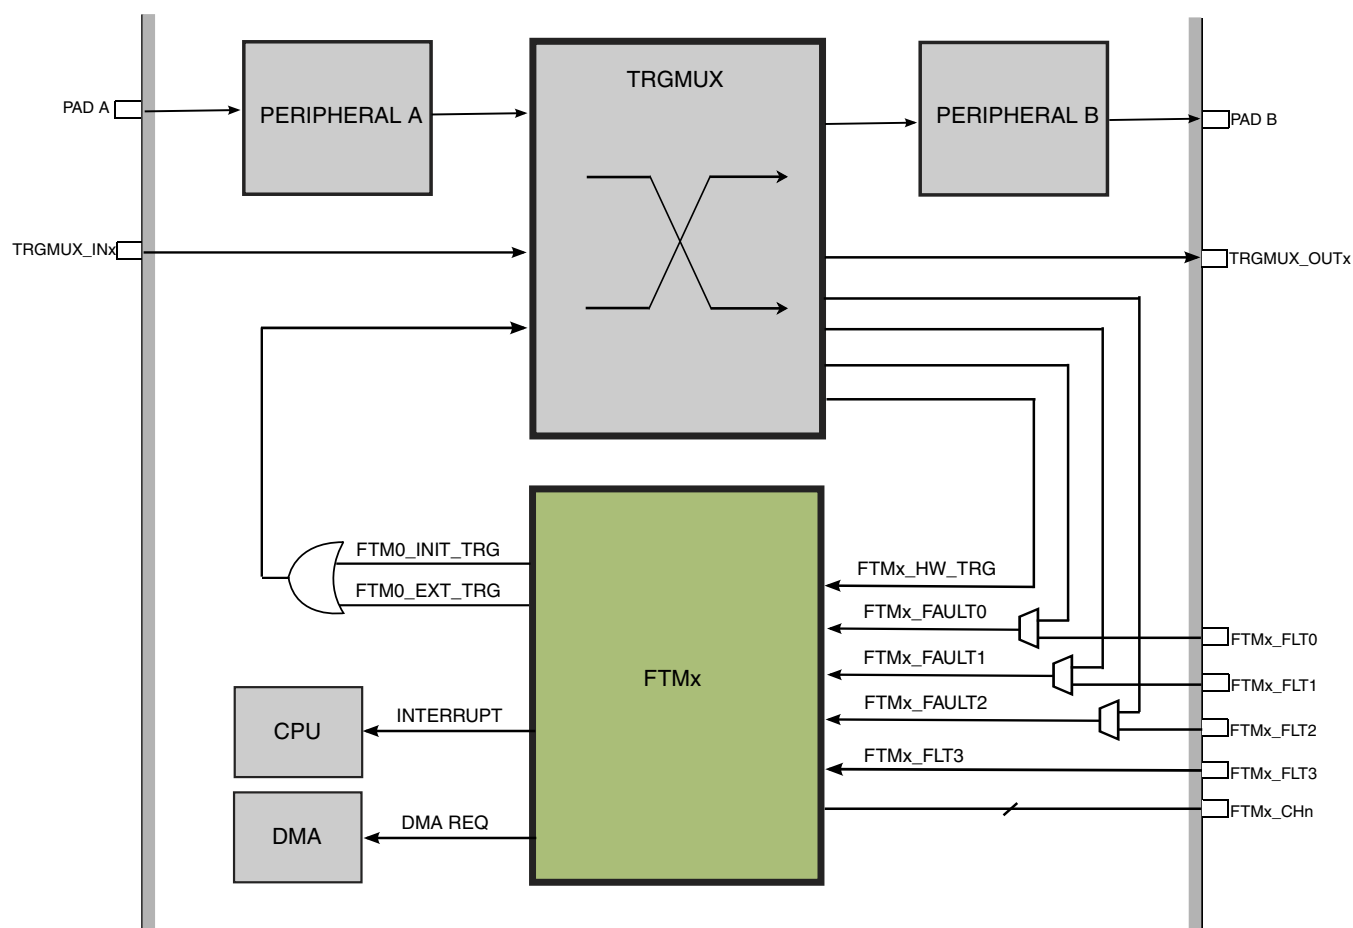 TRGMUX
PAD A
PERIPHERAL A
PERIPHERAL B
PAD B
TRGMUX_INx
TRGMUX_OUTx
FTM0_INIT_TRG
FTM0_EXT_TRG
FTMx_HW_TRG
FTMx_FAULT0
FTMx_FLT0
FTMx_FAULT1
FTMx_FLT1
FTMx
FTMx_FAULT2
FTMx_FLT2
INTERRUPT
CPU
FTMx_FLT3
FTMx_FLT3
FTMx_CHn
DMA REQ
DMA